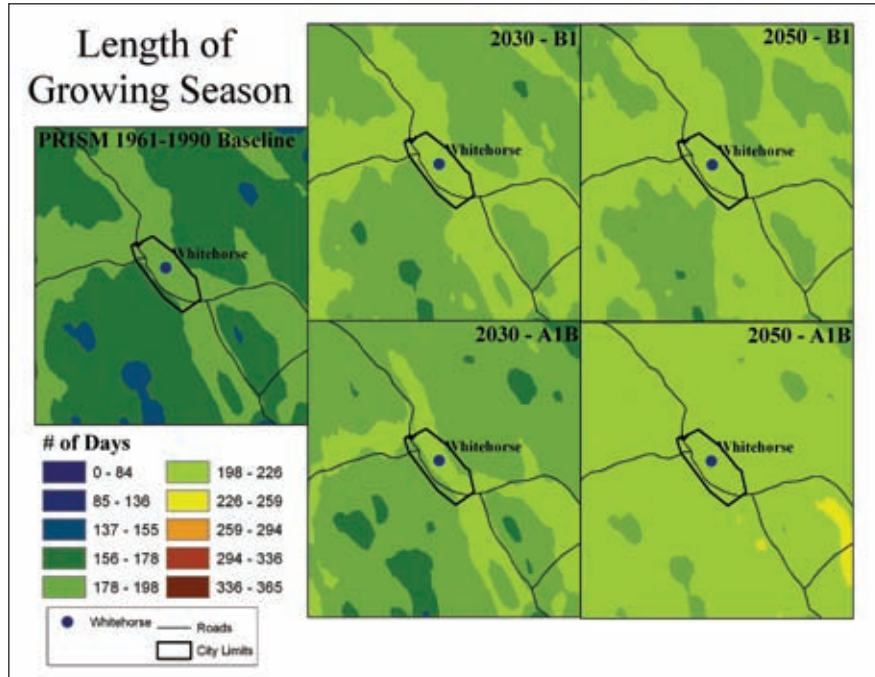 Length of
Growing Season
PRISM 1961-1990 Baseline
Whitehorse
2030 - B1
Whitehorse
2050 - B1
Whitehorse
2030 - A1B
Whitehorse
2050 - A1B
Whitehorse
# of Days
0 - 84
85 - 136
137 - 155
156 - 178
178 - 198
198 - 226
226 - 259
259 - 294
294 - 336
336 - 365
Whitehorse
Roads
City Limits